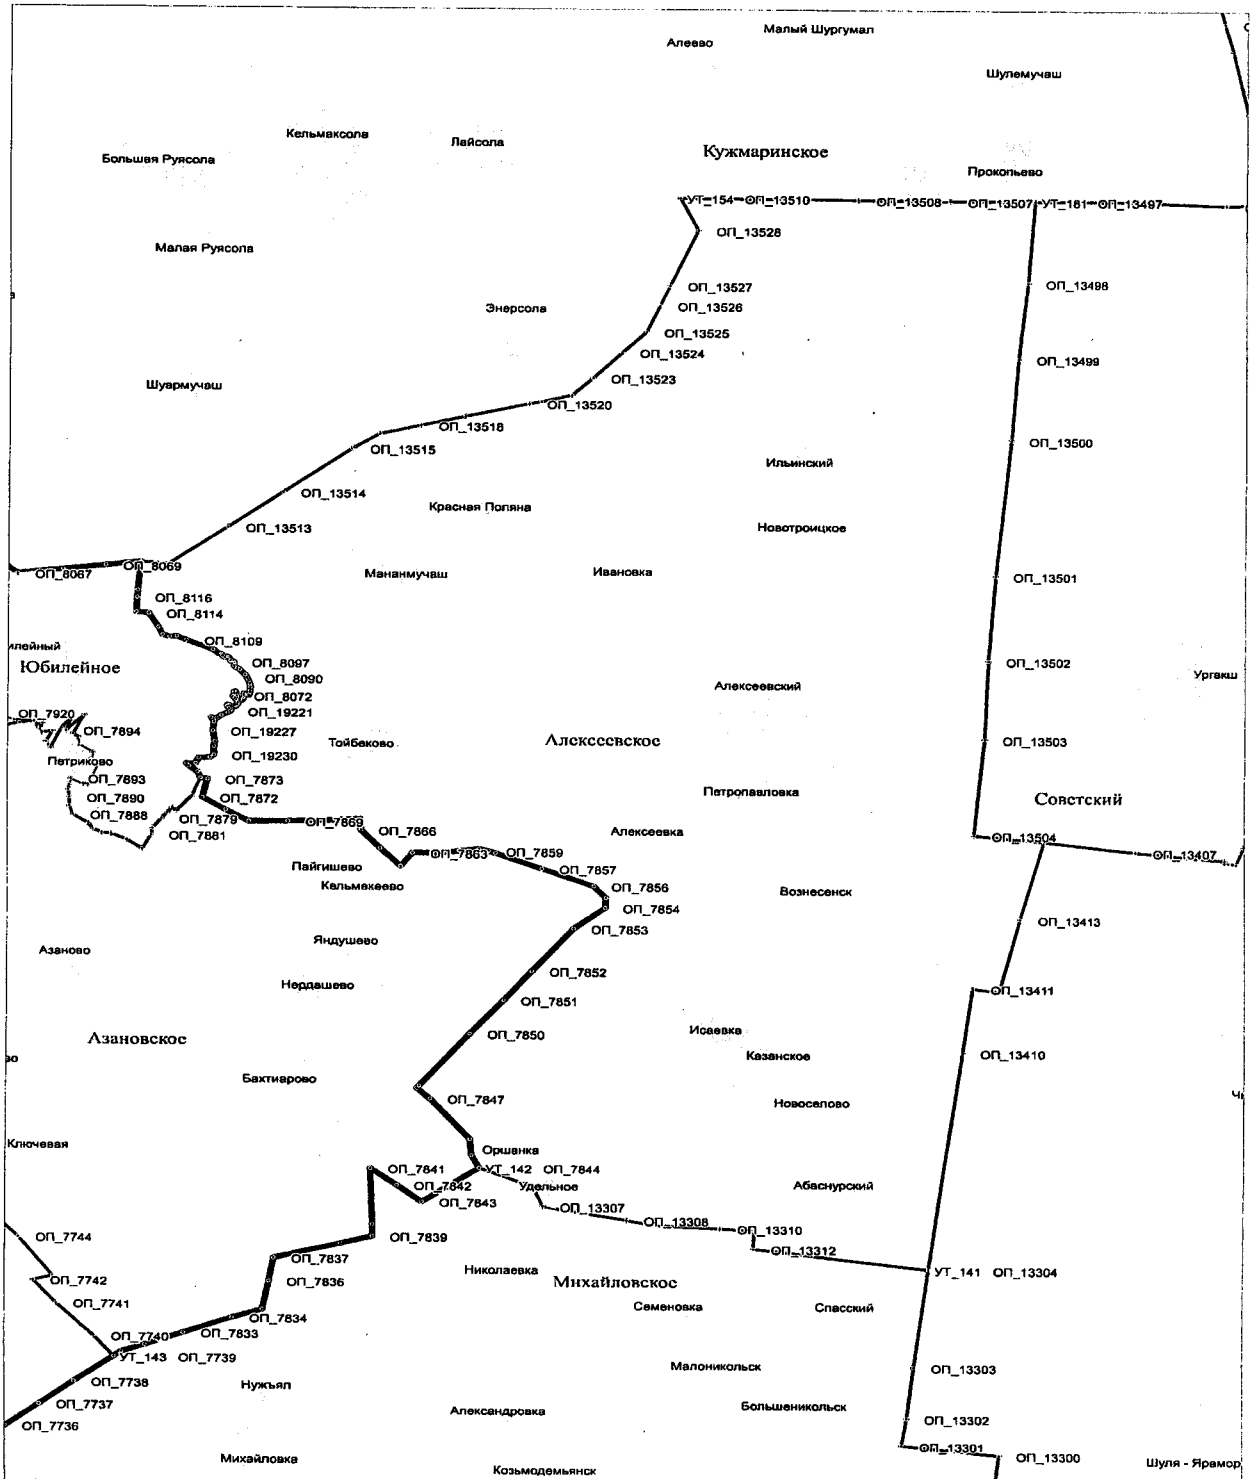 Малый Шургумал
Алеево
Шулемучаш
Кельмаксола
Лайсола
Большая Руясола
Кужмаринское
Прокопьево
УТ_154 ОП_13510 ОП_13508 ОП_13507 УТ_181 ОП_13497
ОП_13528
Малая Руясола
ОП_13527
ОП_13498
ОП_13526
Энерсола
ОП_13525
ОП_13524
ОП_13499
ОП_13523
Шуармучаш
ОП_13520
ОП_13518
ОП_13515
ОП_13500
Ильинский
ОП_13514
Красная Поляна
ОП_13513
Новотроицкое
ОП_8067
ОП_8069
Мананмучаш
Ивановка
ОП_13501
ОП_8116
ОП_8114
илейный
ОП_8109
Юбилейное
ОП_8097
ОП_13502
Ургакш
ОП_8090
Алексеевский
ОП_8072
ОП_7920
ОП_19221
ОП_7894
ОП_19227
Тойбеково
Алексеевское
ОП_13503
ОП_19230
Петриково
ОП_7893
ОП_7873
Петропавловка
ОП_7890
ОП_7872
Советский
ОП_7888
ОП_7879
ОП_7869
ОП_7881
ОП_7866
Алексеевка
ОП_13504
ОП_7863
ОП_7859
ОП_13407
Пайгишево
ОП_7857
Кельмекеево
ОП_7856
Вознесенск
ОП_7854
ОП_13413
ОП_7853
Яндушево
Азаново
ОП_7852
Нердашево
ОП_13411
ОП_7851
Исаевка
ОП_7850
Азановское
Казанское
ОП_13410
во
Бахтиарово
ОП_7847
Новоселово
Ч
Ключевая
Оршанка
ОП_7841
УТ_142 ОП_7844
ОП_7842
Удельное
Абаснурский
ОП_7843
ОП_13307
ОП_13308
ОП_13310
ОП_7744
ОП_7839
ОП_13312
ОП_7837
Николаевка
УТ_141 ОП_13304
ОП_7742
ОП_7836
Михайловское
ОП_7741
Семеновка
Спасский
ОП_7834
ОП_7740
ОП_7833
УТ_143 ОП_7739
Малоникольск
ОП_13303
ОП_7738
Нужъял
ОП_7737
Александровка
Большеникольск
ОП_7736
ОП_13302
ОП_13301
Михайловка
ОП_13300
Козьмодемьянск
Шуля - Ярамор